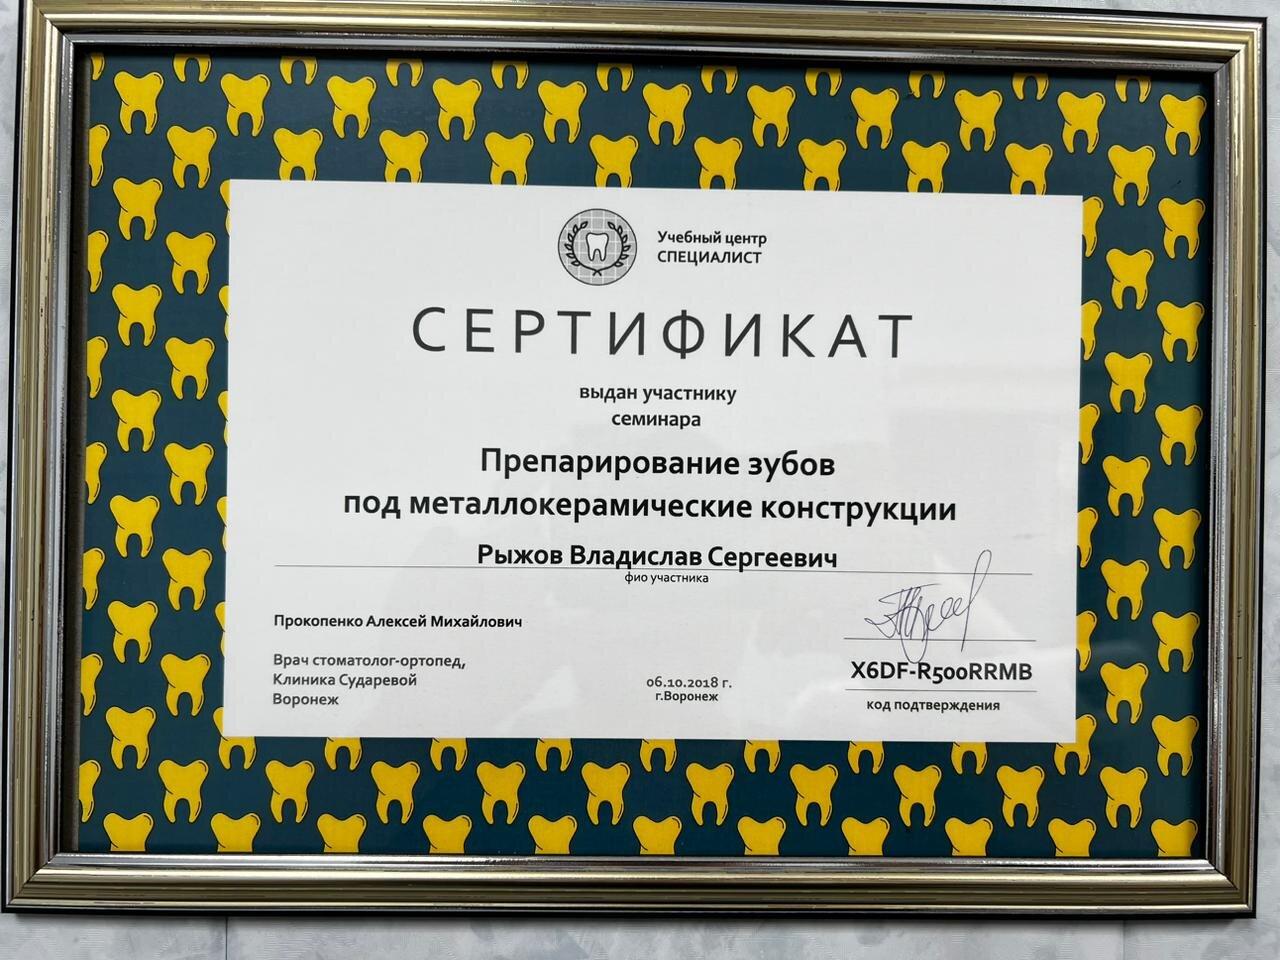 Учебный центр
СПЕЦИАЛИСТ
СЕРТИФИКАТ
выдан участнику
семинара
Препарирование зубов
под металлокерамические конструкции
Рыжов Владислав Сергеевич
фио участника
Прокопенко Алексей Михайлович
Врач стоматолог-ортопед,
Клиника Сударевой
Воронеж
06.10.2018 г.
г.Воронеж
X6DF-R500RRMB
код подтверждения